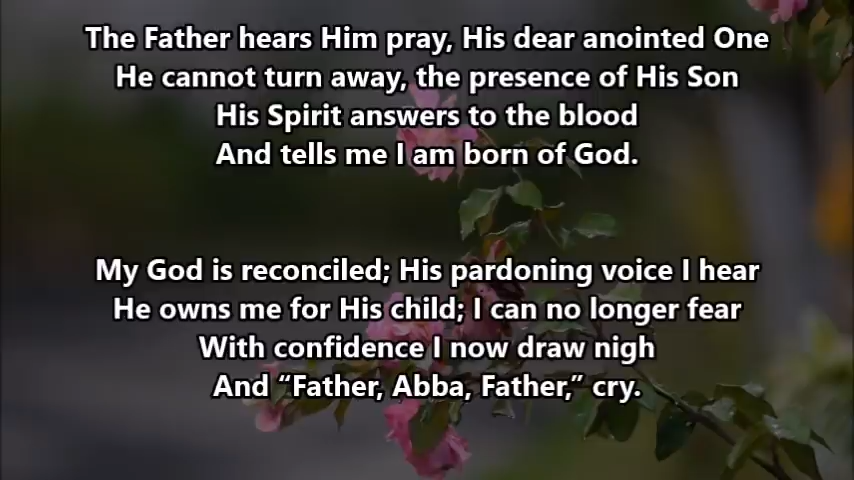 The Father hears Him pray, His dear anointed One
He cannot turn away, the presence of His Son
His Spirit answers to the blood
And tells me I am born of God.
My God is reconciled; His pardoning voice I hear
He owns me for His child; I can no longer fear
With confidence I now draw nigh
And “Father, Abba, Father,” cry.